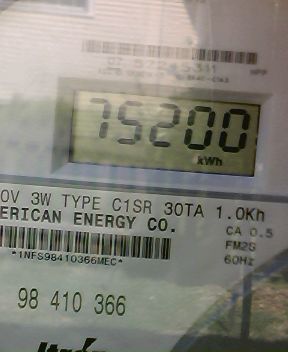 75200
kWh
0V 3W TYPE C1SR 30TA 1.0Kh
ERICAN ENERGY CO.
CA 0.5
FM2S
60Hz
*1NFS98410366MEC*
98 410 366
Itrón